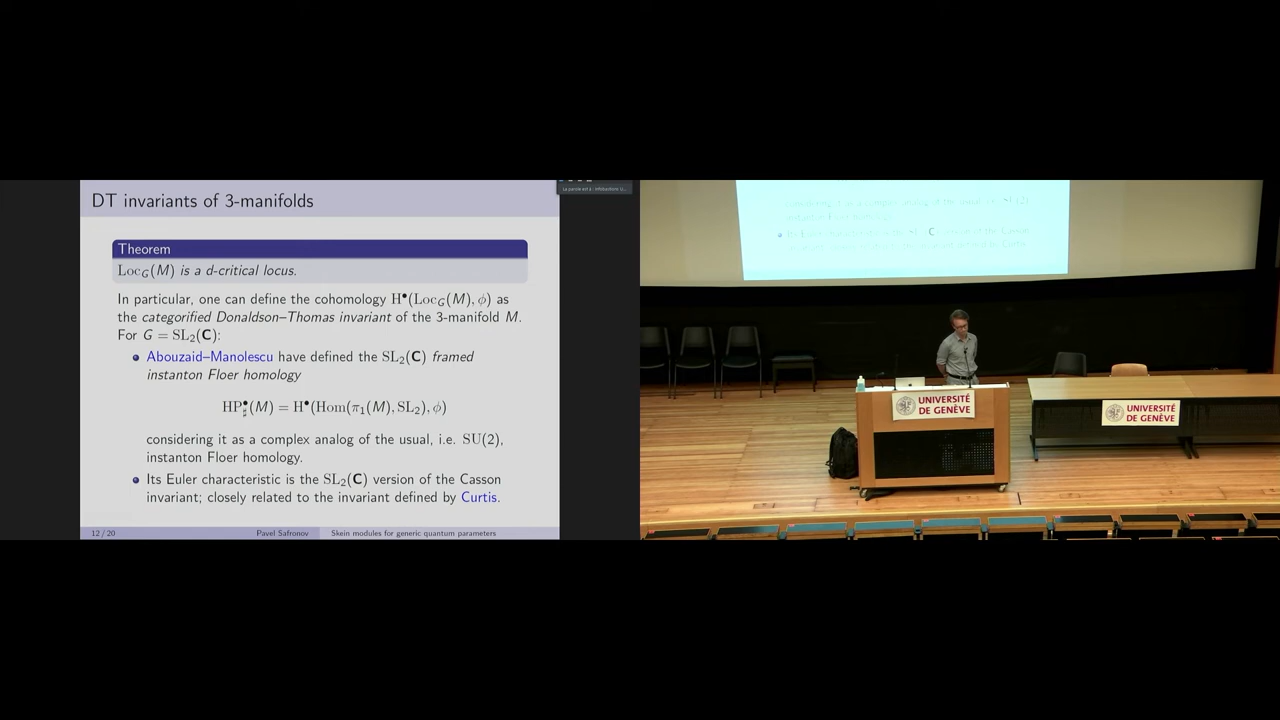 DT invariants of 3-manifolds
La parole est à :
Theorem
Loc_G(M) is a d-critical locus.
In particular, one can define the cohomology H^•(Loc_G(M), ϕ) as
the categorified Donaldson–Thomas invariant of the 3-manifold M.
For G = SL₂(C):
Abouzaid–Manolescu have defined the SL₂(C) framed
instanton Floer homology
HP^•_♯(M) = H^•(Hom(π₁(M), SL₂), ϕ)
considering it as a complex analog of the usual, i.e. SU(2),
instanton Floer homology.
Its Euler characteristic is the SL₂(C) version of the Casson
invariant; closely related to the invariant defined by Curtis.
12 / 20 Pavel Safronov Skein modules for generic quantum parameters
UNIVERSITÉ
DE GENÈVE
UNIVERSITÉ
DE GENÈVE